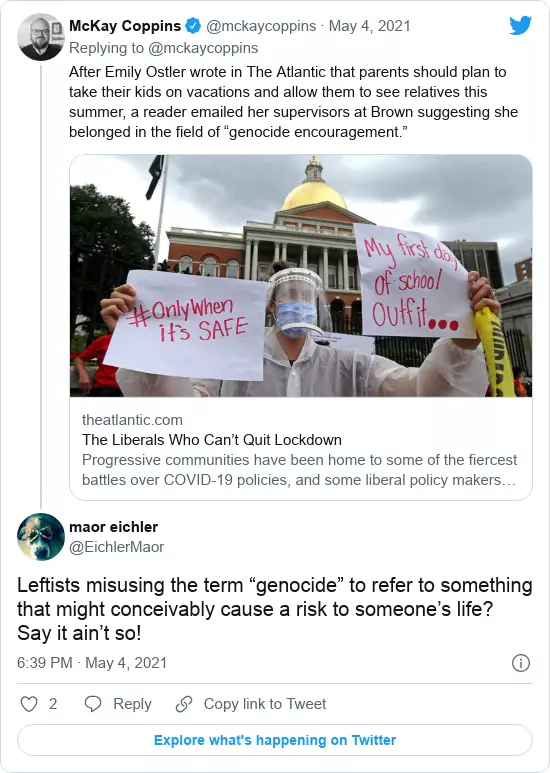 McKay Coppins @mckaycoppins · May 4, 2021
Replying to @mckaycoppins
After Emily Ostler wrote in The Atlantic that parents should plan to
take their kids on vacations and allow them to see relatives this
summer, a reader emailed her supervisors at Brown suggesting she
belonged in the field of “genocide encouragement.”
#OnlyWhen
it's SAFE
My first day
of school
outfit...
theatlantic.com
The Liberals Who Can’t Quit Lockdown
Progressive communities have been home to some of the fiercest
battles over COVID-19 policies, and some liberal policy makers…
maor eichler
@EichlerMaor
Leftists misusing the term “genocide” to refer to something
that might conceivably cause a risk to someone’s life?
Say it ain’t so!
6:39 PM · May 4, 2021
2 Reply Copy link to Tweet
Explore what's happening on Twitter